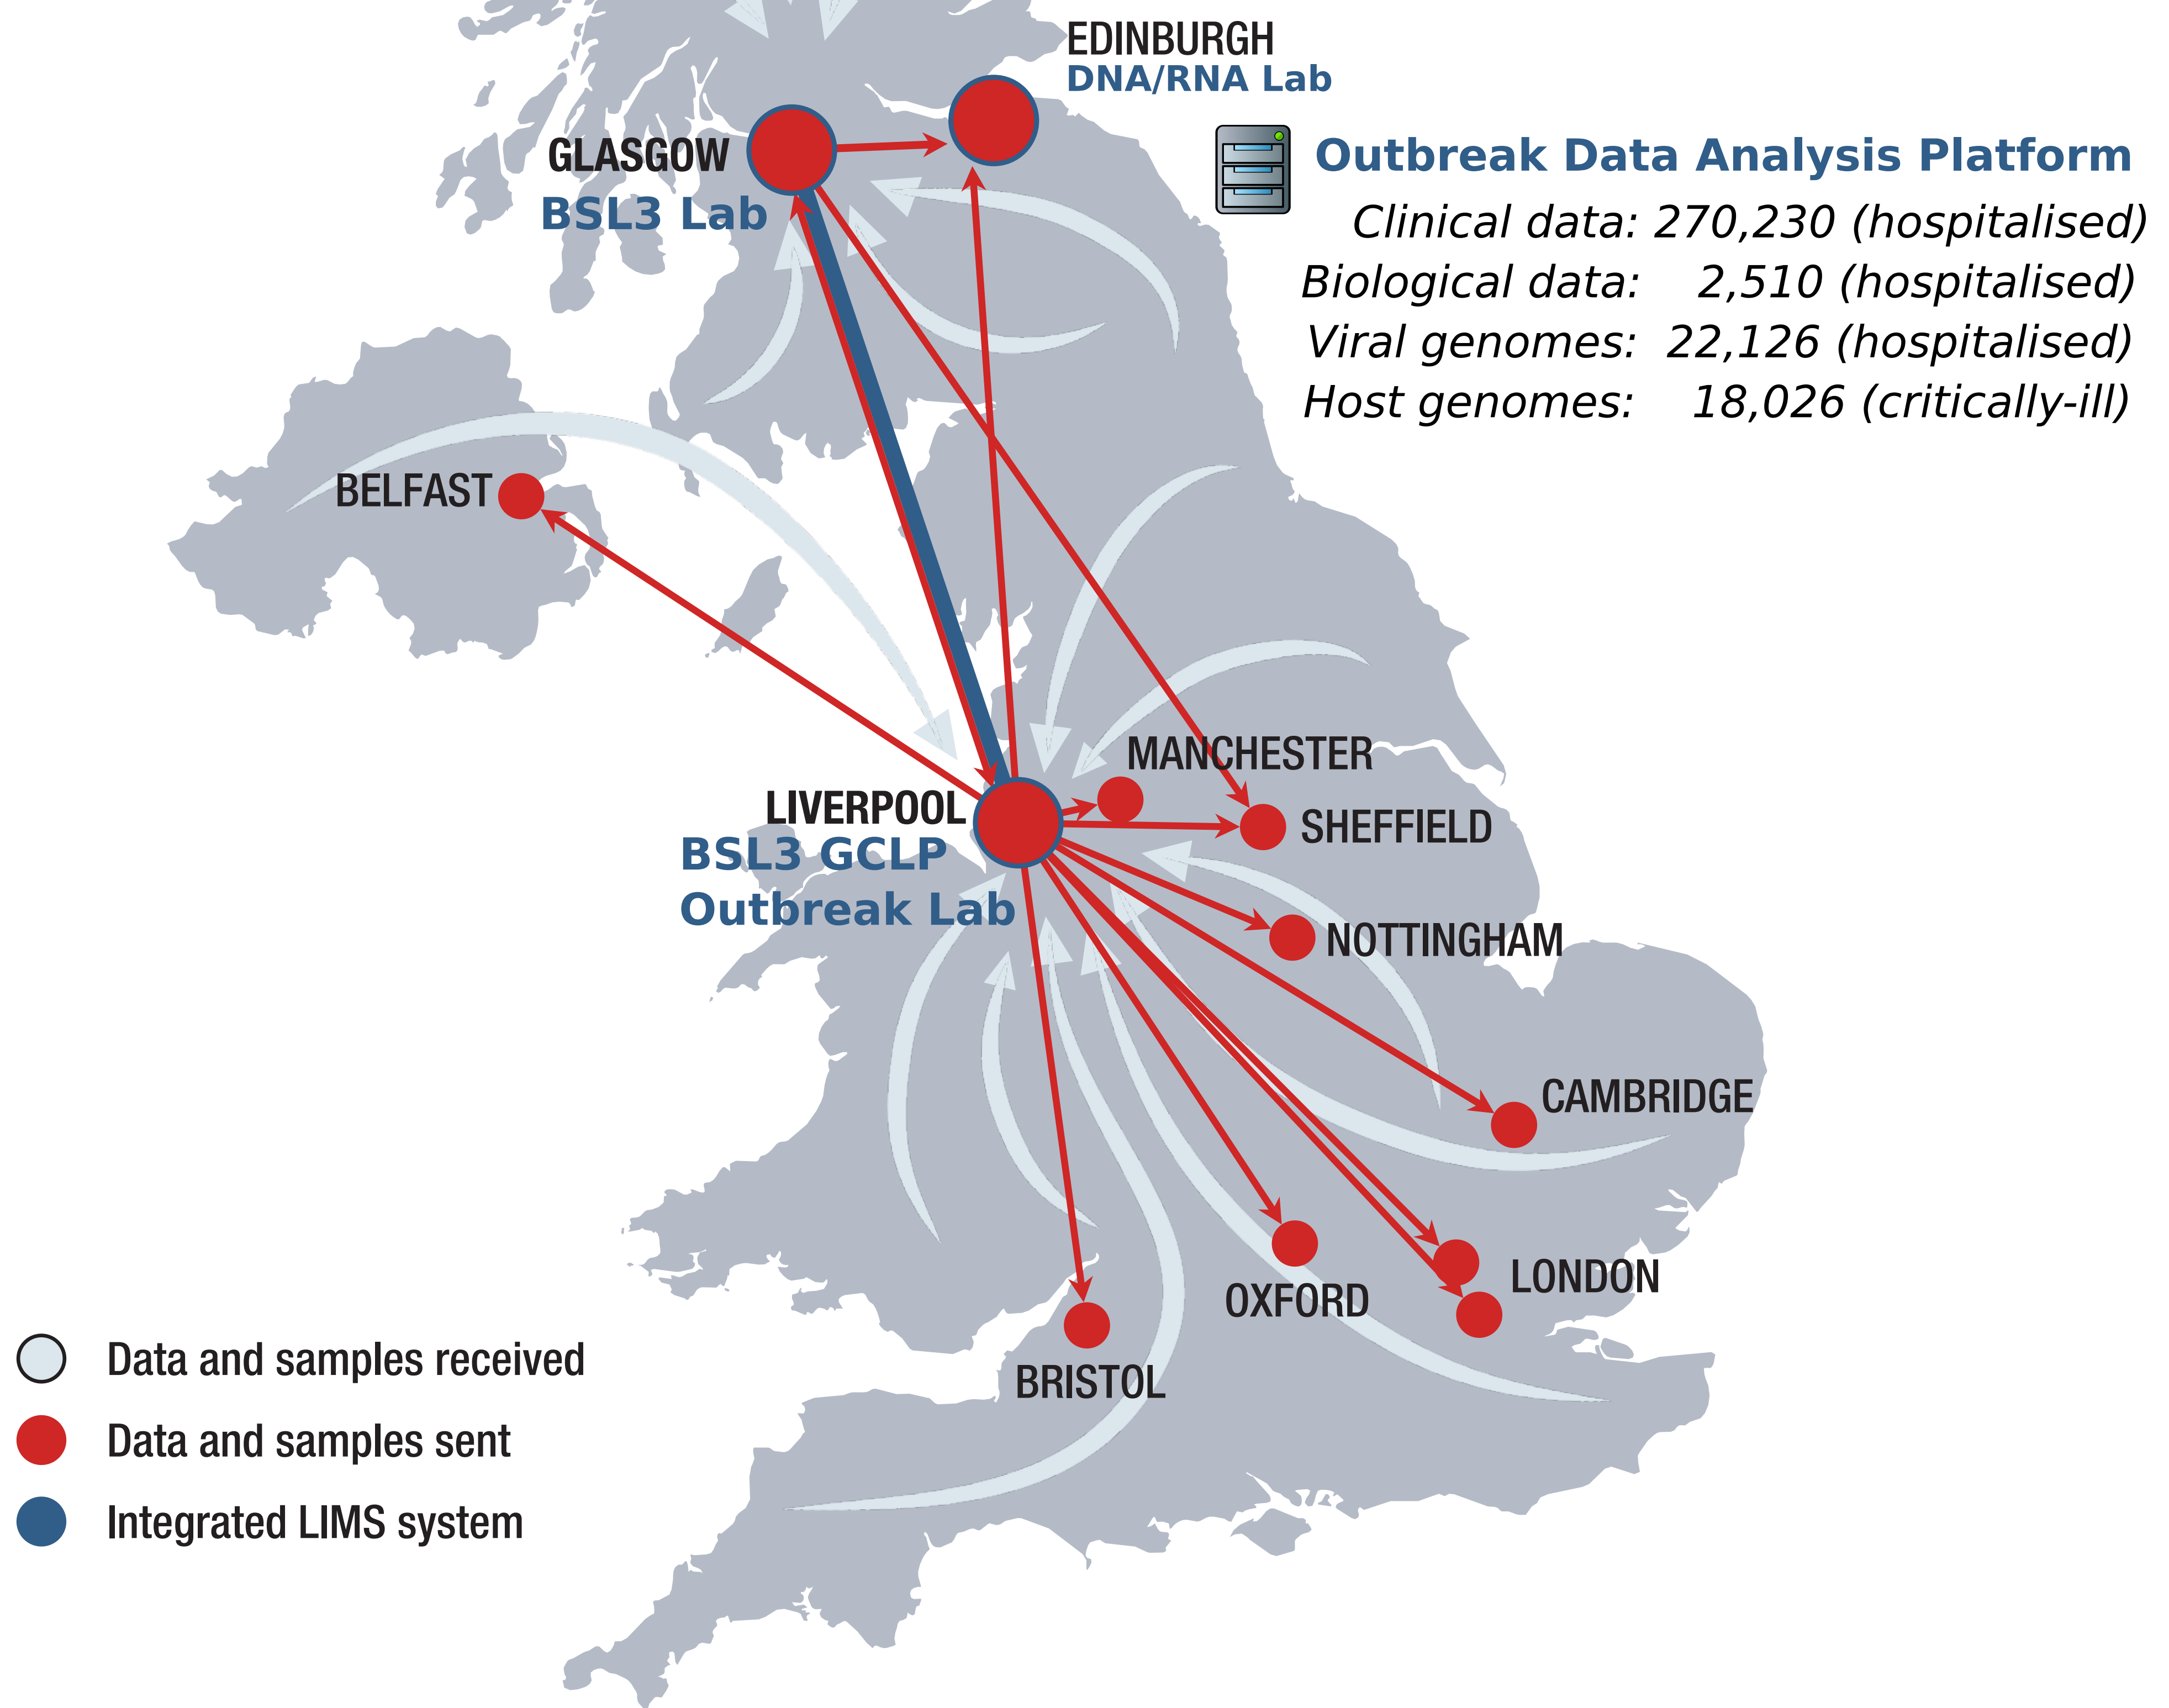 EDINBURGH
DNA/RNA Lab
GLASGOW
BSL3 Lab
Outbreak Data Analysis Platform
Clinical data: 270,230 (hospitalised)
Biological data: 2,510 (hospitalised)
Viral genomes: 22,126 (hospitalised)
Host genomes: 18,026 (critically-ill)
BELFAST
MANCHESTER
LIVERPOOL
BSL3 GCLP
Outbreak Lab
SHEFFIELD
NOTTINGHAM
CAMBRIDGE
LONDON
OXFORD
BRISTOL
Data and samples received
Data and samples sent
Integrated LIMS system